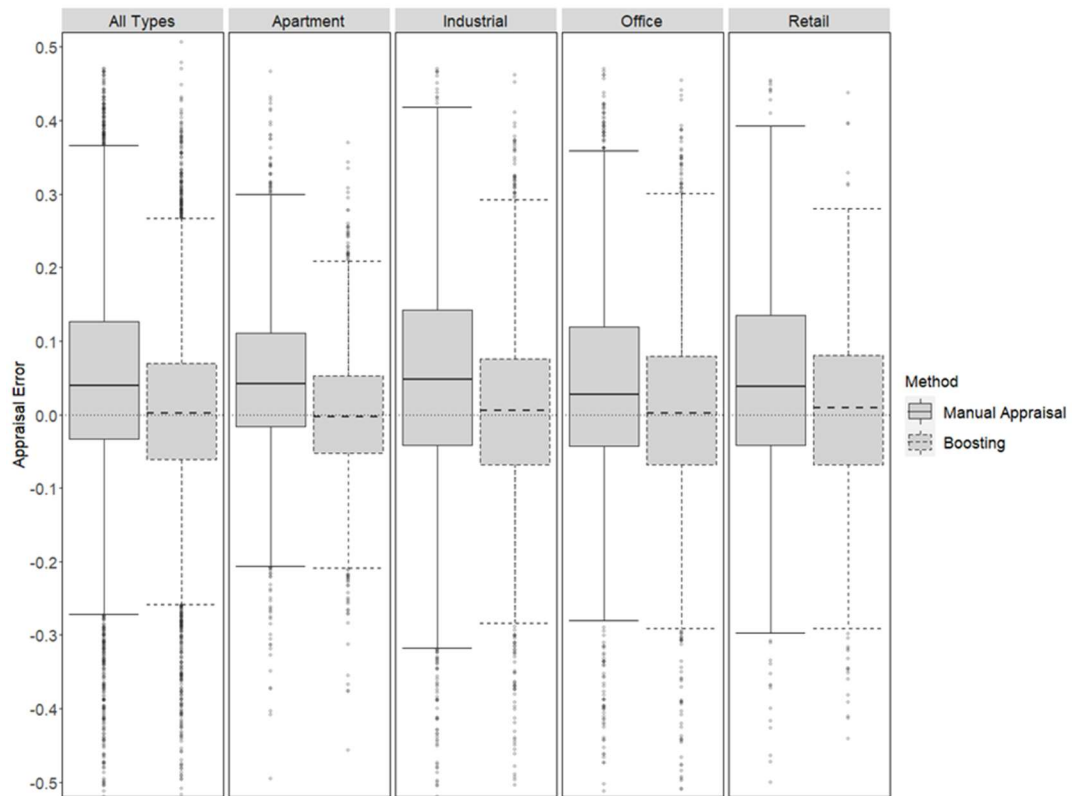 All Types Apartment Industrial Office Retail
0.5
0.4
0.3
0.2
0.1
0.0
-0.1
-0.2
-0.3
-0.4
-0.5
Appraisal Error
Method
Manual Appraisal
Boosting